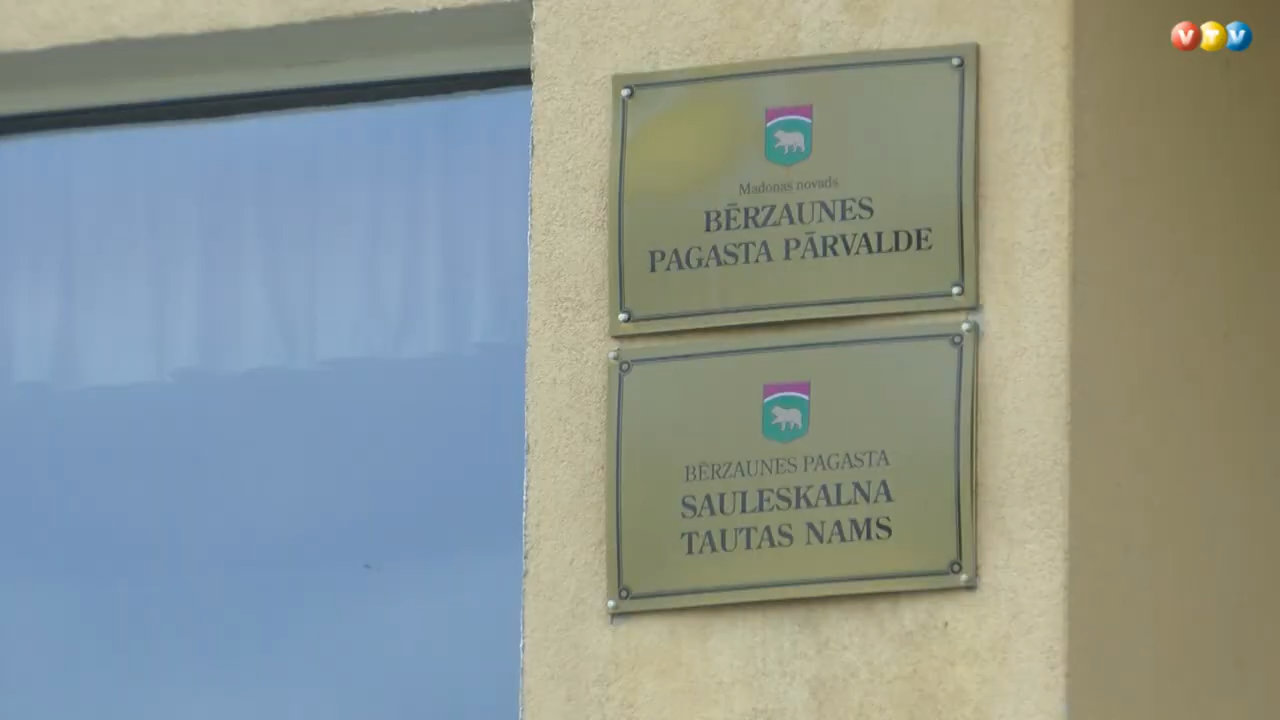 VTV
Madonas novads
BĒRZAUNES
PAGASTA PĀRVALDE
BĒRZAUNES PAGASTA
SAULESKALNA
TAUTAS NAMS